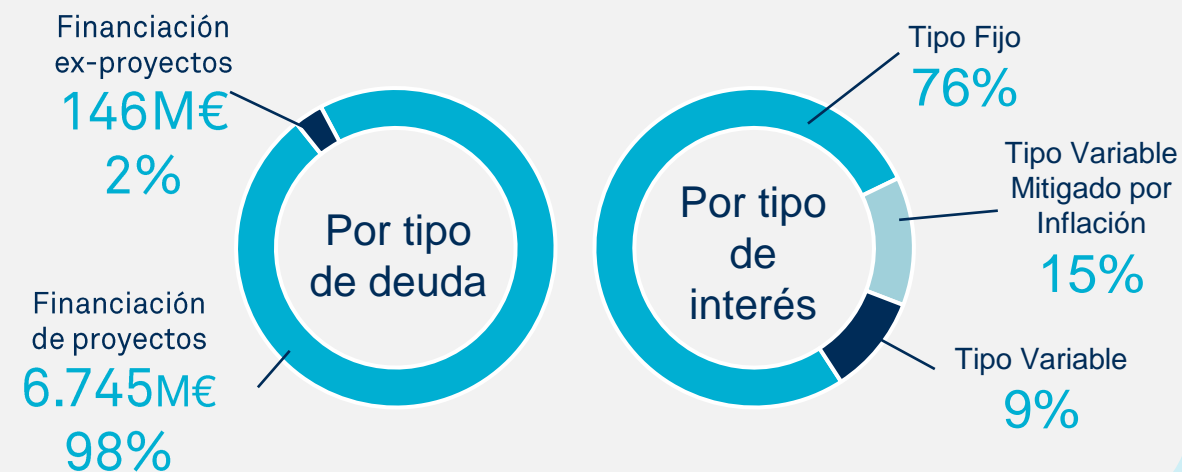 Financiación
ex-proyectos
146M€
2%
Por tipo
de deuda
Financiación
de proyectos
6.745M€
98%
Tipo Fijo
76%
Por tipo
de
interés
Tipo Variable
Mitigado por
Inflación
15%
Tipo Variable
9%